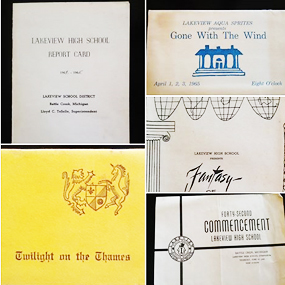 LAKEVIEW HIGH SCHOOL
REPORT CARD
LAKEVIEW SCHOOL DISTRICT
Battle Creek, Michigan
Lloyd C. Superintendent
LAKEVIEW AQUA SPRITES
presents
Gone With The Wind
April 1, 2, 3, 1965
Eight O'clock
LAKEVIEW HIGH SCHOOL
PRESENTS
Fantasy
Twilight on the Thames
FORTY-SECOND
COMMENCEMENT
LAKEVIEW HIGH SCHOOL